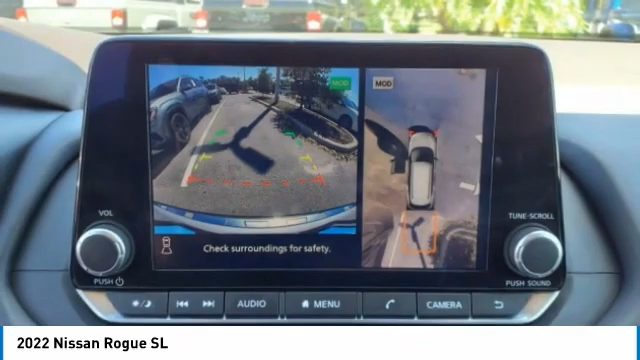 MOD
MOD
Check surroundings for safety.
VOL
PUSH
TUNE·SCROLL
PUSH SOUND
AUDIO
MENU
CAMERA
2022 Nissan Rogue SL